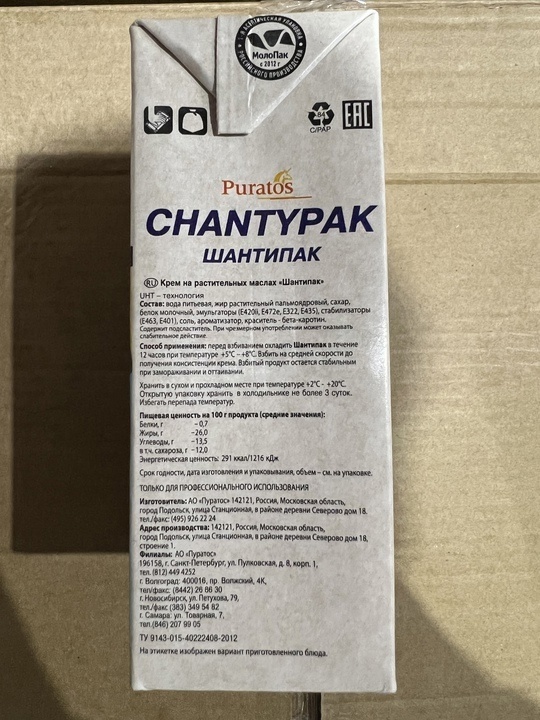 В АСЕПТИЧЕСКАЯ УПАКОВКА
МолоПак
с 2012 г
РОССИЙСКОГО ПРОИЗВОДСТВА
84
C/PAP
EAC
Puratos
CHANTYPAK
ШАНТИПАК
RU Крем на растительных маслах «Шантипак»
UHT – технология
Состав: вода питьевая, жир растительный пальмоядровый, сахар,
белок молочный, эмульгаторы (E420ii, E472e, E322, E435), стабилизаторы
(E463, E401), соль, ароматизатор, краситель - бета-каротин.
Содержит подсластитель. При чрезмерном употреблении может оказывать
слабительное действие.
Способ применения: перед взбиванием охладить Шантипак в течение
12 часов при температуре +5°С – +8°С. Взбить на средней скорости до
получения консистенции крема. Взбитый продукт остается стабильным
при замораживании и оттаивании.
Хранить в сухом и прохладном месте при температуре +2°С - +20°С.
Открытую упаковку хранить в холодильнике не более 3 суток.
Избегать перепада температур.
Пищевая ценность на 100 г продукта (средние значения):
Белки, г –0,7
Жиры, г –26,0
Углеводы, г –13,5
в т.ч. сахароза, г –12,0
Энергетическая ценность: 291 ккал/1216 кДж
Срок годности, дата изготовления и упаковывания, объем – см. на упаковке.
ТОЛЬКО ДЛЯ ПРОФЕССИОНАЛЬНОГО ИСПОЛЬЗОВАНИЯ
Изготовитель: АО «Пуратос» 142121, Россия, Московская область,
город Подольск, улица Станционная, в районе деревни Северово дом 18.
тел./факс: (495) 926 22 24
Адрес производства: 142121, Россия, Московская область,
город Подольск, улица Станционная, в районе деревни Северово дом 18,
строение 1.
Филиалы: АО «Пуратос»
196158, г. Санкт-Петербург, ул. Пулковская, д. 8, корп. 1,
тел. (812) 449 4252
г. Волгоград: 400016, пр. Волжский, 4К,
тел/факс: (8442) 26 86 30
г. Новосибирск, ул. Петухова, 79,
тел./факс (383) 349 54 82
г. Самара: ул. Товарная, 7,
тел.(846) 207 99 05
ТУ 9143-015-40222408-2012
На этикетке изображен вариант приготовленного блюда.